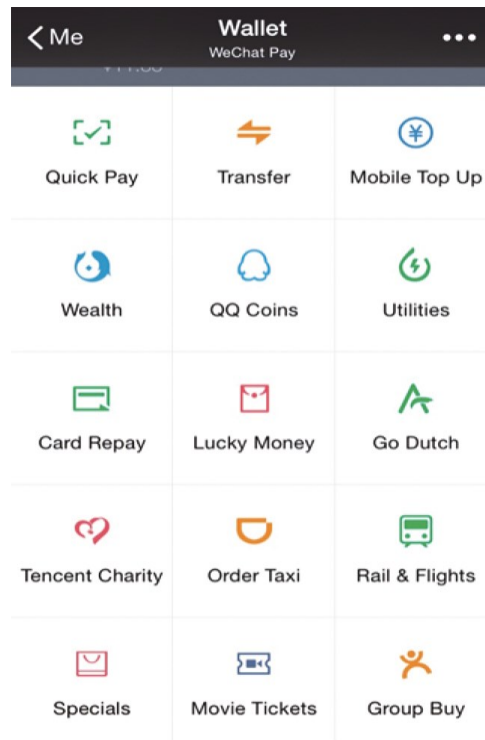 Me
Wallet
WeChat Pay
Quick Pay
Transfer
Mobile Top Up
Wealth
QQ Coins
Utilities
Card Repay
Lucky Money
Go Dutch
Tencent Charity
Order Taxi
Rail & Flights
Specials
Movie Tickets
Group Buy